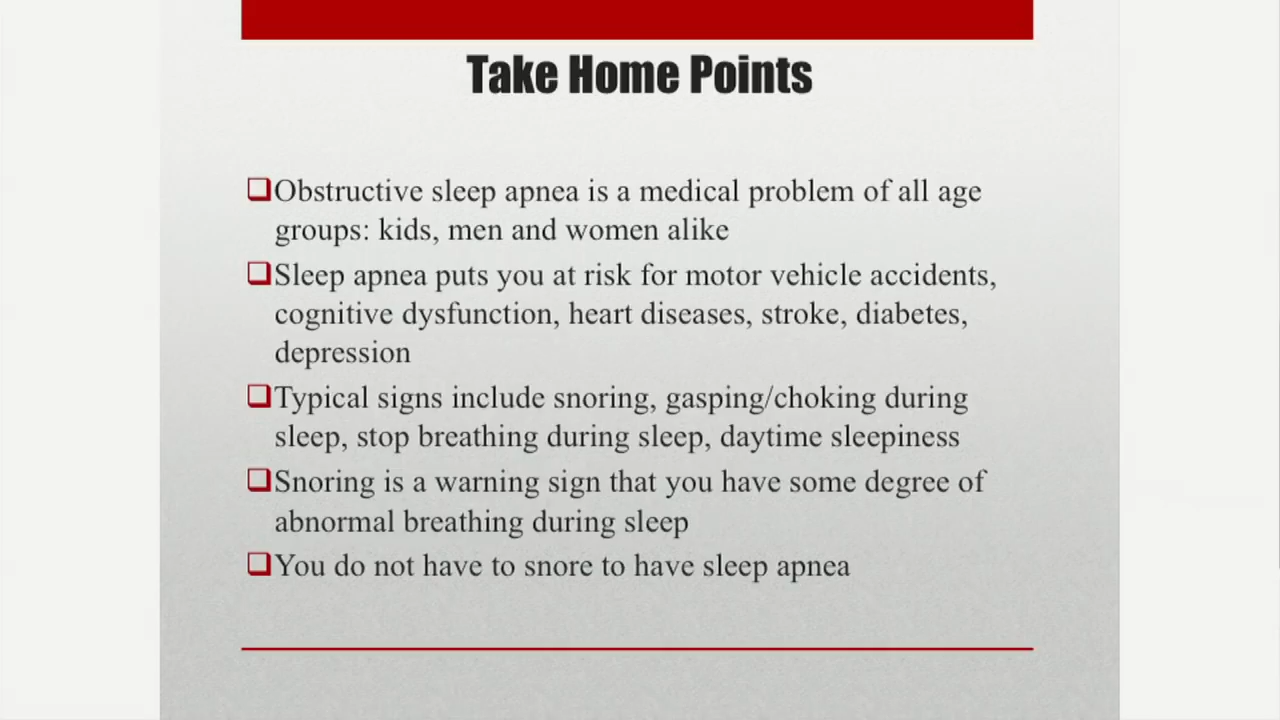 Take Home Points
Obstructive sleep apnea is a medical problem of all age
groups: kids, men and women alike
Sleep apnea puts you at risk for motor vehicle accidents,
cognitive dysfunction, heart diseases, stroke, diabetes,
depression
Typical signs include snoring, gasping/choking during
sleep, stop breathing during sleep, daytime sleepiness
Snoring is a warning sign that you have some degree of
abnormal breathing during sleep
You do not have to snore to have sleep apnea